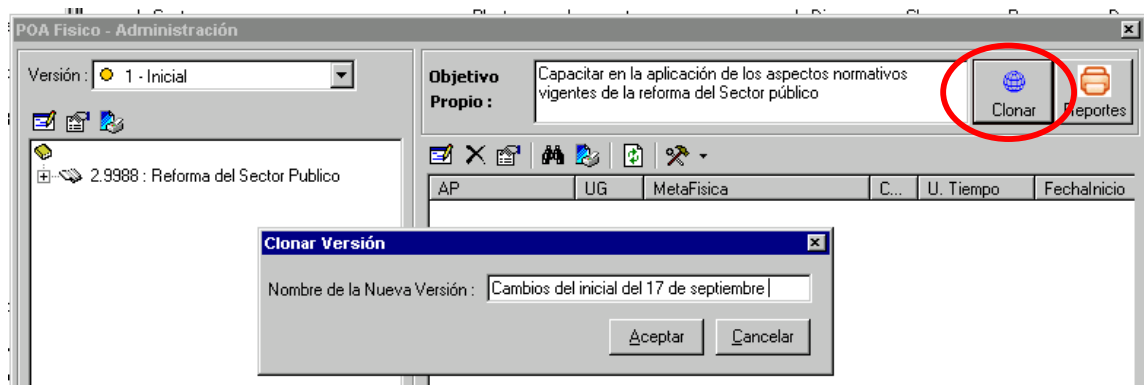 POA Fisico - Administración
Versión : 1 - Inicial
Objetivo
Propio :
Capacitar en la aplicación de los aspectos normativos
vigentes de la reforma del Sector público
Clonar
Reportes
2.9988 : Reforma del Sector Publico
AP UG MetaFisica C... U. Tiempo FechaInicio
Clonar Versión
Nombre de la Nueva Versión : Cambios del inicial del 17 de septiembre
Aceptar Cancelar